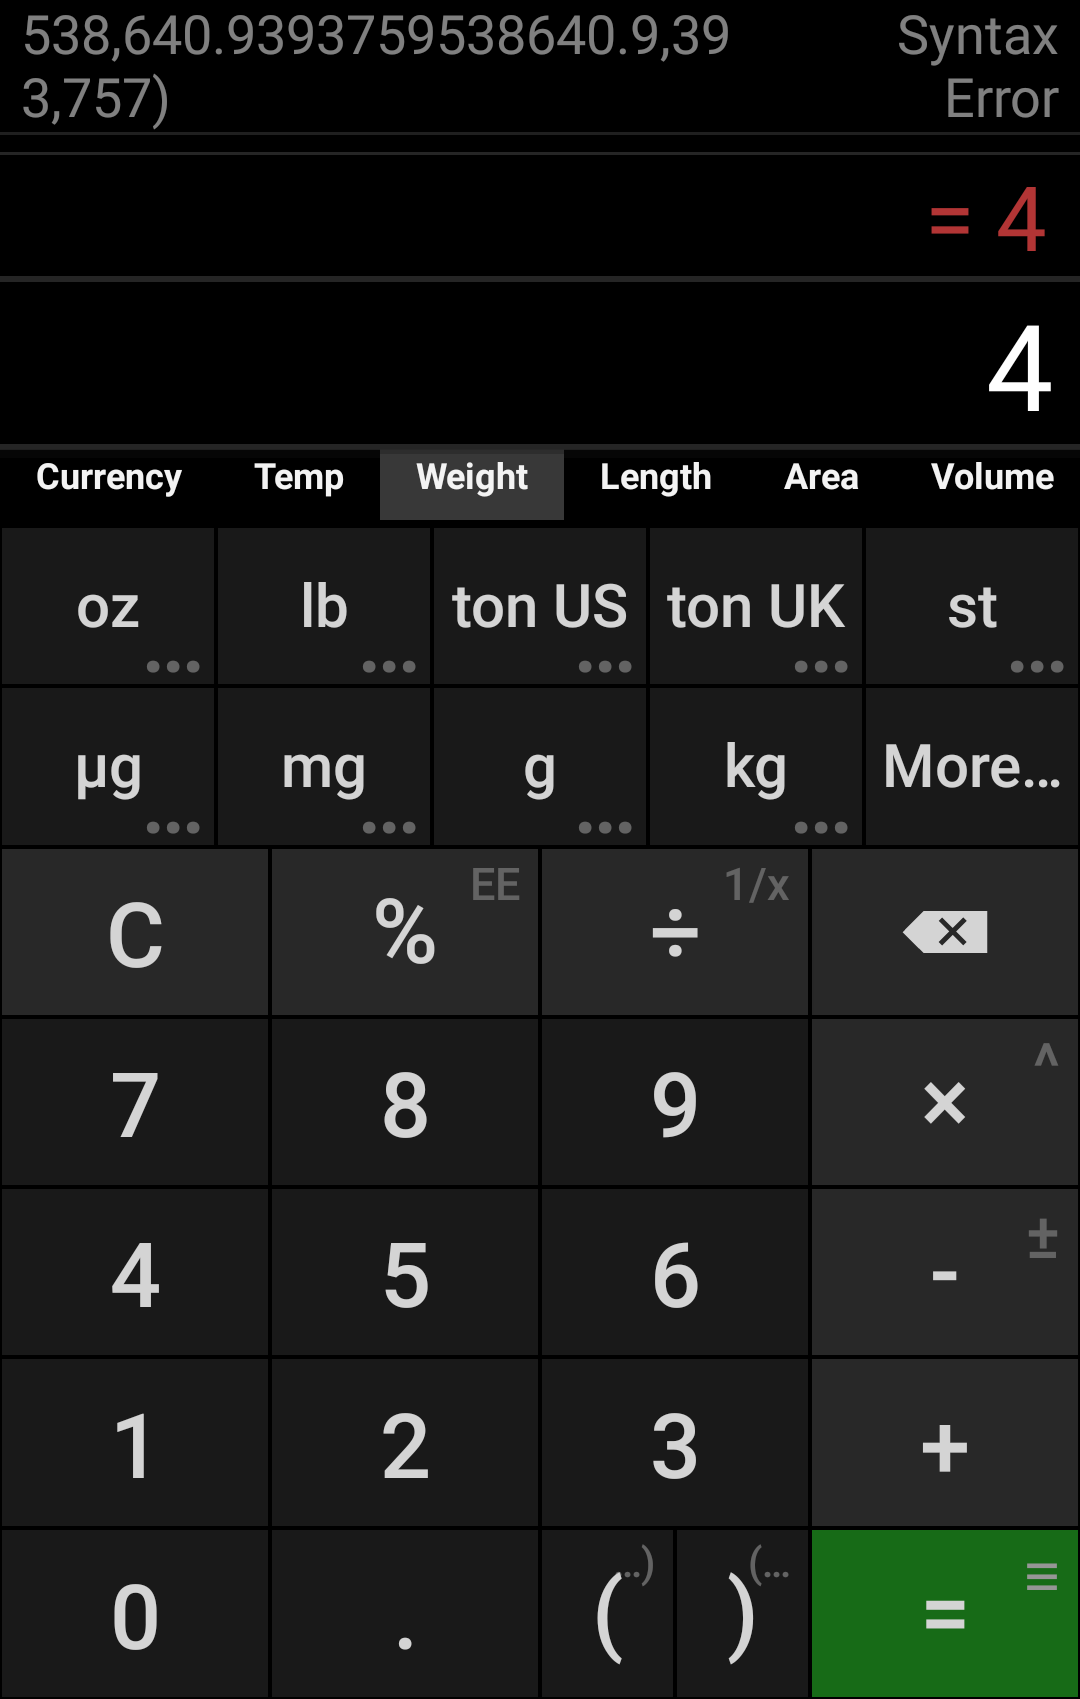 538,640.9393759538640.9,39 Syntax
3,757) Error
= 4
4
Currency Temp Weight Length Area Volume
oz lb ton US ton UK st
µg mg g kg More...
C % EE ÷ 1/x
7 8 9 × ^
4 5 6 - ±
1 2 3 +
0 . ( ..) ) (... = ≡